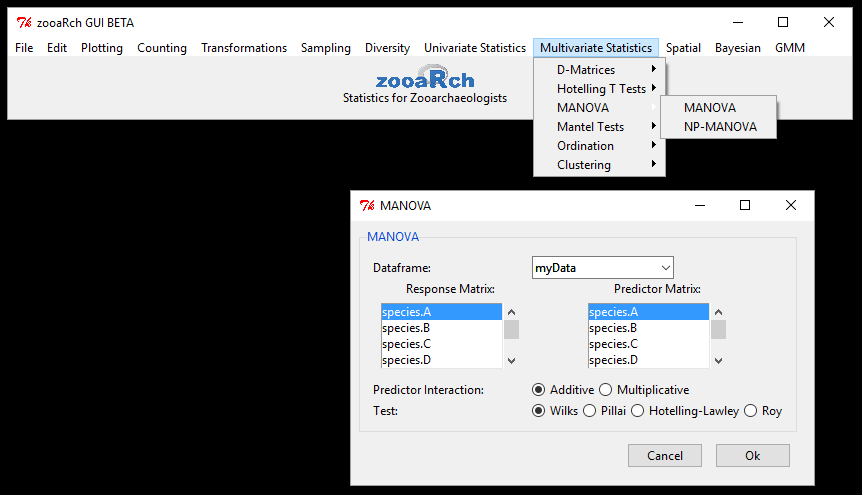 zooaRch GUI BETA
File Edit Plotting Counting Transformations Sampling Diversity Univariate Statistics Multivariate Statistics Spatial Bayesian GMM
zooaRch
Statistics for Zooarchaeologists
D-Matrices
Hotelling T Tests
MANOVA
Mantel Tests
Ordination
Clustering
MANOVA
NP-MANOVA
MANOVA
MANOVA
Dataframe: myData
Response Matrix: Predictor Matrix:
species.A species.A
species.B species.B
species.C species.C
species.D species.D
Predictor Interaction: Additive Multiplicative
Test: Wilks Pillai Hotelling-Lawley Roy
Cancel Ok